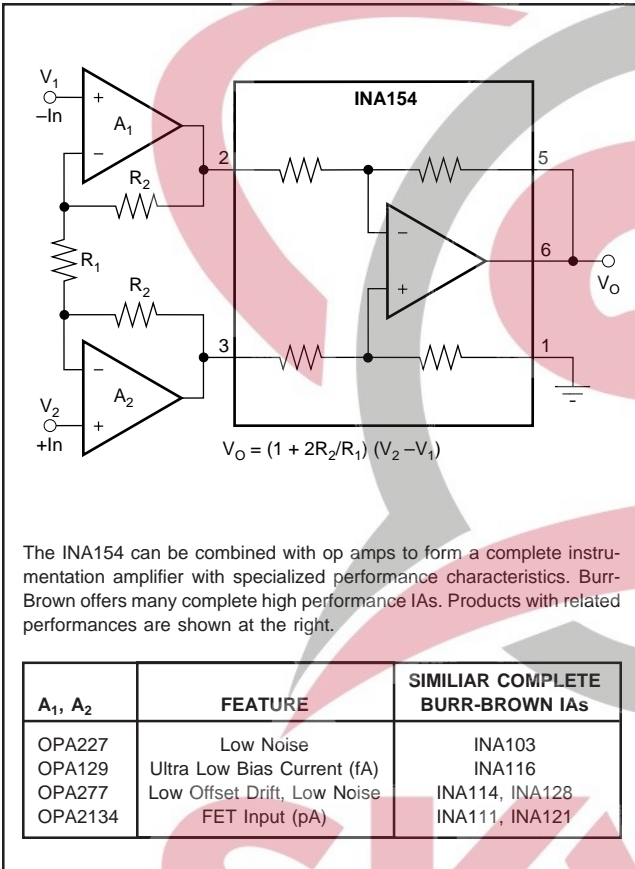 INA154
V1
–In
+
A1
–
2
5
R2
R1
–
6
+
VO
R2
3
1
–
A2
V2
+
+In
VO = (1 + 2R2/R1) (V2 –V1)
The INA154 can be combined with op amps to form a complete instru-
mentation amplifier with specialized performance characteristics. Burr-
Brown offers many complete high performance IAs. Products with related
performances are shown at the right.
A1, A2 FEATURE SIMILIAR COMPLETE
BURR-BROWN IAs
OPA227 Low Noise INA103
OPA129 Ultra Low Bias Current (fA) INA116
OPA277 Low Offset Drift, Low Noise INA114, INA128
OPA2134 FET Input (pA) INA111, INA121